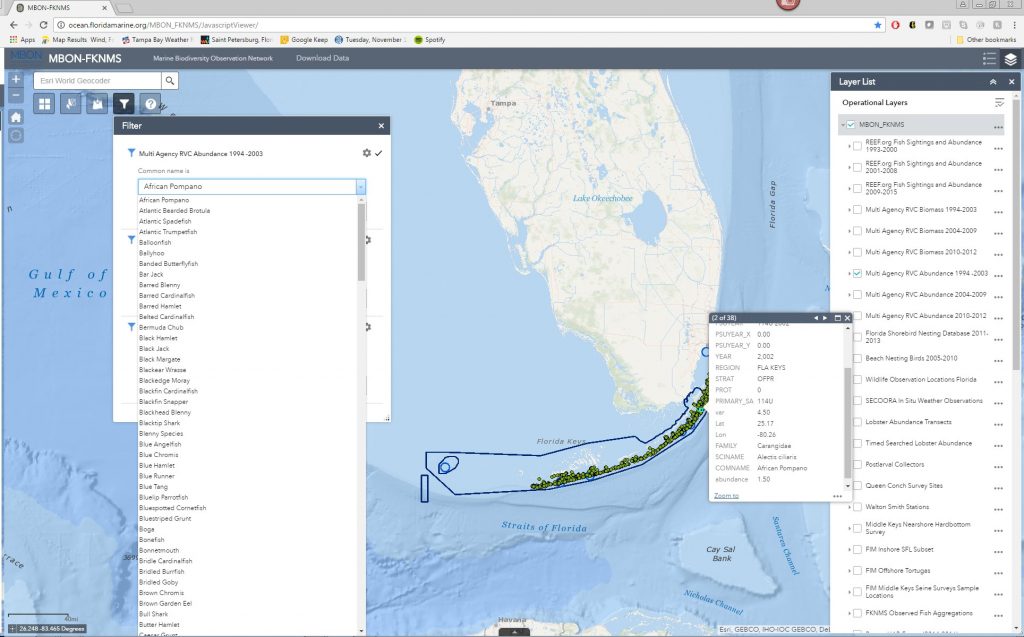 MBON-FKNMS
ocean.floridamarine.org/MBON_FKNMS/JavascriptViewer/
Apps
Map Results Wind, F
Tampa Bay Weather
Saint Petersburg, Flor
Google Keep
Tuesday, November
Spotify
Other bookmarks
MBON
MBON-FKNMS
Marine Biodiversity Observation Network
Download Data
Esri World Geocoder
Filter
Multi Agency RVC Abundance 1994 -2003
Common name is
African Pompano
African Pompano
Atlantic Bearded Brotula
Atlantic Spadefish
Atlantic Trumpetfish
Balloonfish
Ballyhoo
Banded Butterflyfish
Bar Jack
Barred Blenny
Barred Cardinalfish
Barred Hamlet
Belted Cardinalfish
Bermuda Chub
Black Hamlet
Black Jack
Black Margate
Blackear Wrasse
Blackedge Moray
Blackfin Cardinalfish
Blackfin Snapper
Blackhead Blenny
Blacktip Shark
Blenny Species
Blue Angelfish
Blue Chromis
Blue Hamlet
Blue Runner
Blue Tang
Bluelip Parrotfish
Bluespotted Cornetfish
Bluestriped Grunt
Boga
Bonefish
Bonnetmouth
Bridle Cardinalfish
Bridled Burrfish
Bridled Goby
Brown Chromis
Brown Garden Eel
Bull Shark
Butter Hamlet
Caesar Grunt
Gulf of
Mexico
Tampa
Lake Okeechobee
Florida Gap
Florida Keys
Straits of Florida
Cay Sal
Bank
Santaren Channel
Nicholas Channel
Havana
40mi
26.248 -83.465 Degrees
Esri, GEBCO, IHO-IOC GEBCO, Del
(2 of 38)
PSUYEAR 114U 2002
PSUYEAR_X 0.00
PSUYEAR_Y 0.00
YEAR 2,002
REGION FLA KEYS
STRAT OFPR
PROT 0
PRIMARY_SA 114U
var 4.50
Lat 25.17
Lon -80.26
FAMILY Carangidae
SCINAME Alectis ciliaris
COMNAME African Pompano
abundance 1.50
Zoom to
Layer List
Operational Layers
MBON_FKNMS
REEF.org Fish Sightings and Abundance
1993-2000
REEF.org Fish Sightings and Abundance
2001-2008
REEF.org Fish Sightings and Abundance
2009-2015
Multi Agency RVC Biomass 1994-2003
Multi Agency RVC Biomass 2004-2009
Multi Agency RVC Biomass 2010-2012
Multi Agency RVC Abundance 1994 -2003
Multi Agency RVC Abundance 2004-2009
Multi Agency RVC Abundance 2010-2012
Florida Shorebird Nesting Database 2011-
2013
Beach Nesting Birds 2005-2010
Wildlife Observation Locations Florida
SECOORA In Situ Weather Observations
Lobster Abundance Transects
Timed Searched Lobster Abundance
Postlarval Collectors
Queen Conch Survey Sites
Walton Smith Stations
Middle Keys Nearshore Hardbottom
Survey
FIM Inshore SFL Subset
FIM Offshore Tortugas
FIM Middle Keys Seine Surveys Sample
Locations
FKNMS Observed Fish Aggregations